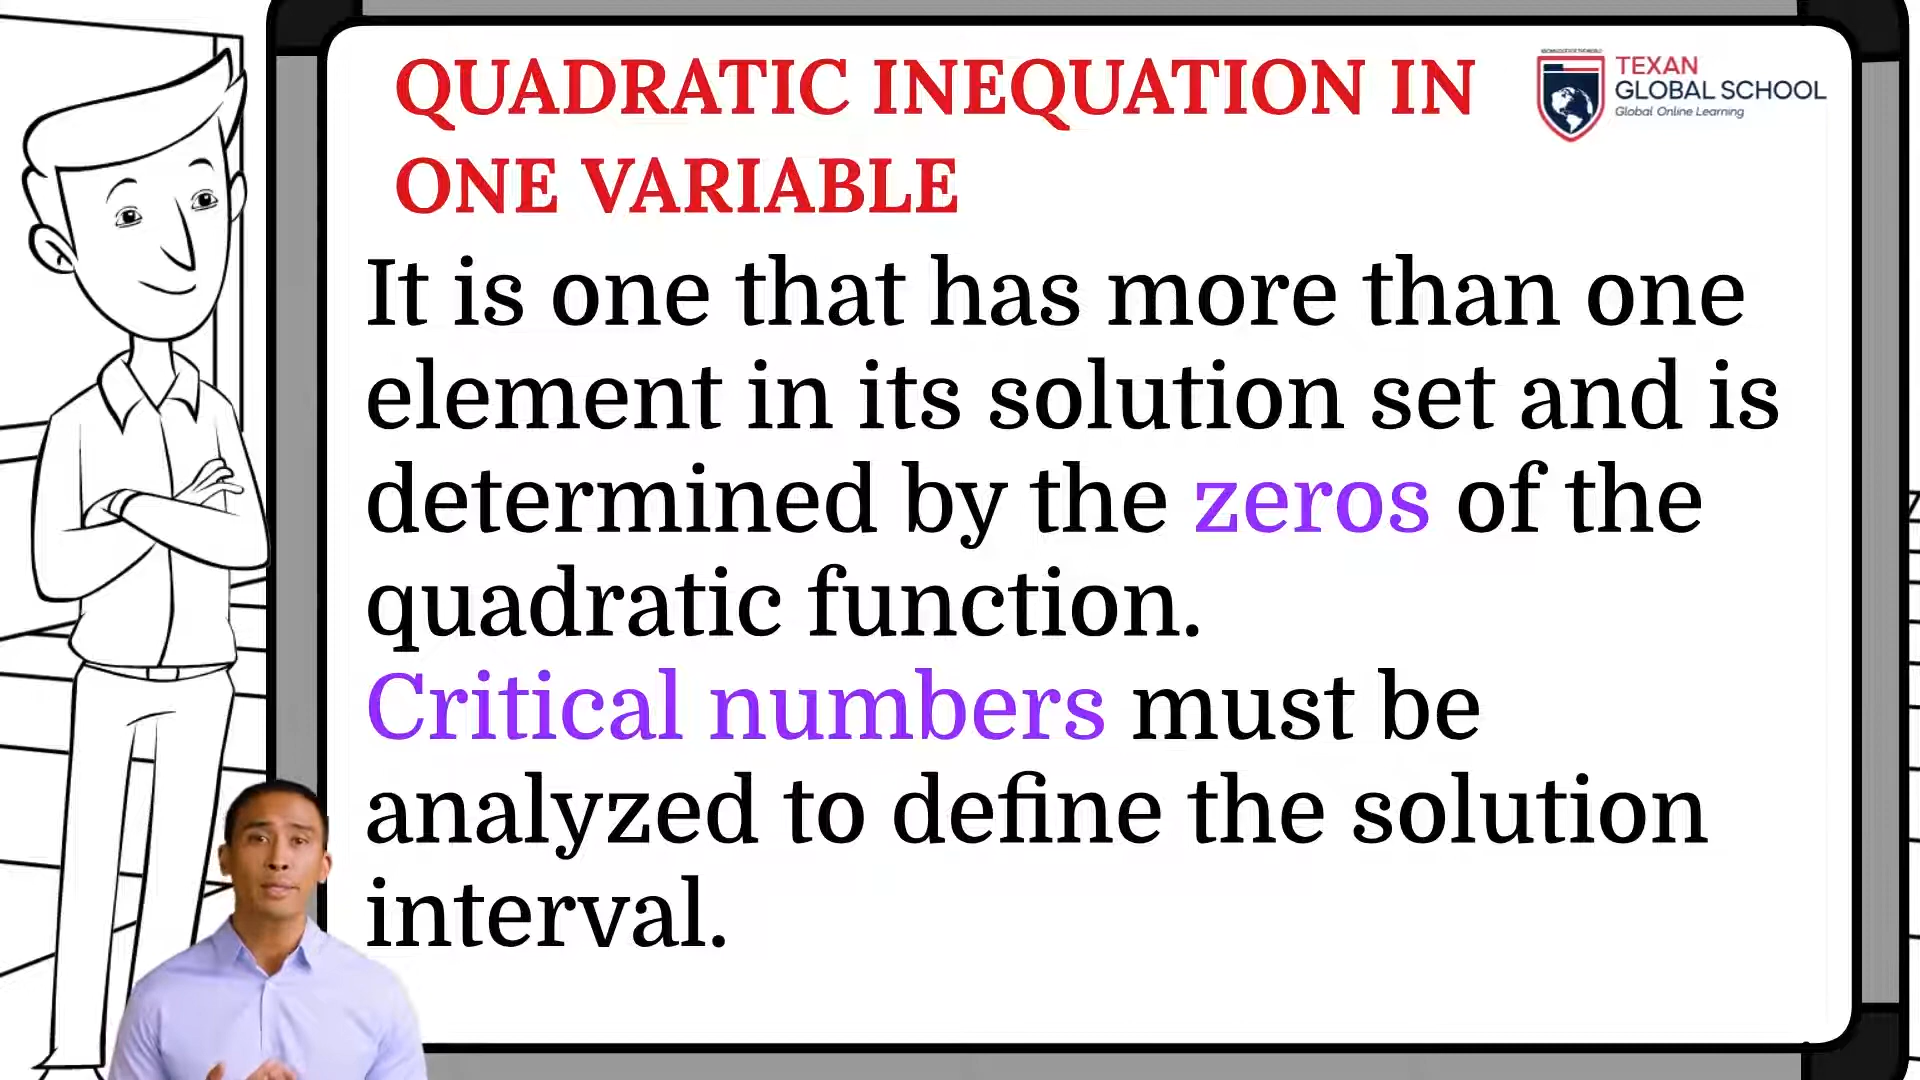 QUADRATIC INEQUATION IN
ONE VARIABLE
TEXAN
GLOBAL SCHOOL
Global Online Learning
It is one that has more than one
element in its solution set and is
determined by the zeros of the
quadratic function.
Critical numbers must be
analyzed to define the solution
interval.